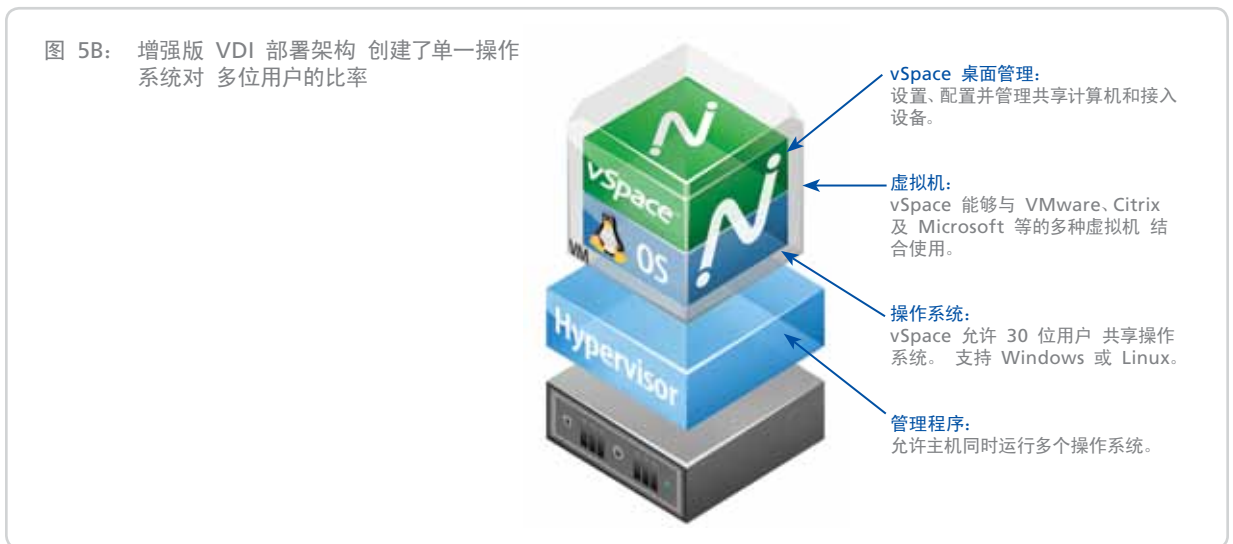 图 5B: 增强版 VDI 部署架构 创建了单一操作
系统对 多位用户的比率
vSpace 桌面管理:
设置、配置并管理共享计算机和接入
设备。
虚拟机:
vSpace 能够与 VMware、Citrix
及 Microsoft 等的多种虚拟机 结
合使用。
操作系统:
vSpace 允许 30 位用户 共享操作
系统。 支持 Windows 或 Linux。
管理程序:
允许主机同时运行多个操作系统。
vSpace
OS
VM
Hypervisor